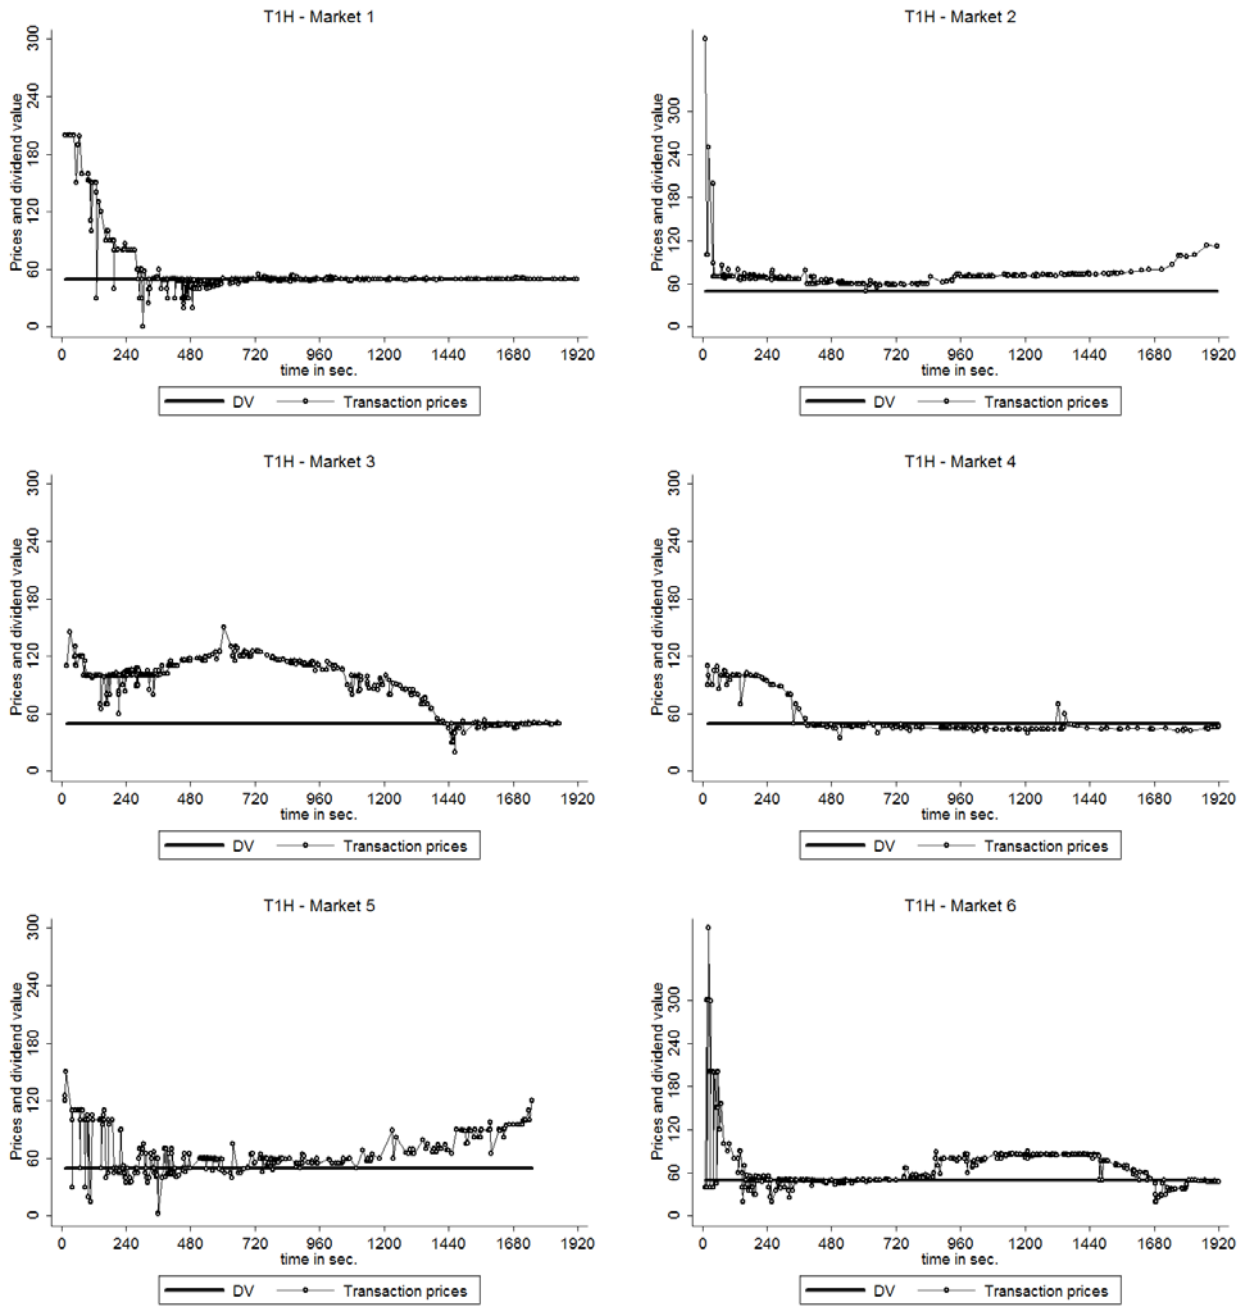 T1H - Market 1
Prices and dividend value
300
240
180
120
60
0
0 240 480 720 960 1200 1440 1680 1920
time in sec.
DV Transaction prices
T1H - Market 2
Prices and dividend value
300
240
180
120
60
0
0 240 480 720 960 1200 1440 1680 1920
time in sec.
DV Transaction prices
T1H - Market 3
Prices and dividend value
300
240
180
120
60
0
0 240 480 720 960 1200 1440 1680 1920
time in sec.
DV Transaction prices
T1H - Market 4
Prices and dividend value
300
240
180
120
60
0
0 240 480 720 960 1200 1440 1680 1920
time in sec.
DV Transaction prices
T1H - Market 5
Prices and dividend value
300
240
180
120
60
0
0 240 480 720 960 1200 1440 1680 1920
time in sec.
DV Transaction prices
T1H - Market 6
Prices and dividend value
300
240
180
120
60
0
0 240 480 720 960 1200 1440 1680 1920
time in sec.
DV Transaction prices